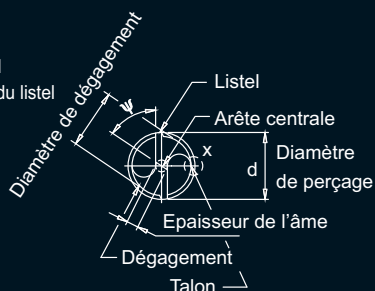 du listel
Diamètre de dégagement
ψ
Listel
Arête centrale
x
d
Diamètre
de perçage
Epaisseur de l’âme
Dégagement
Talon